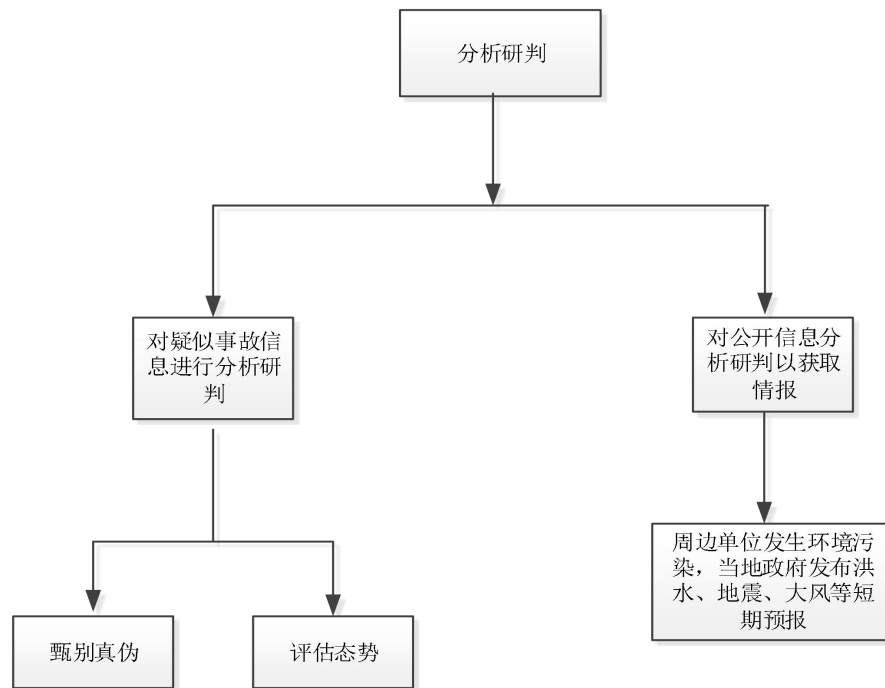 分析研判
对疑似事故信
息进行分析研
判
对公开信息分
析研判以获取
情报
周边单位发生环境污
染，当地政府发布洪
水、地震、大风等短
期预报
甄别真伪
评估态势